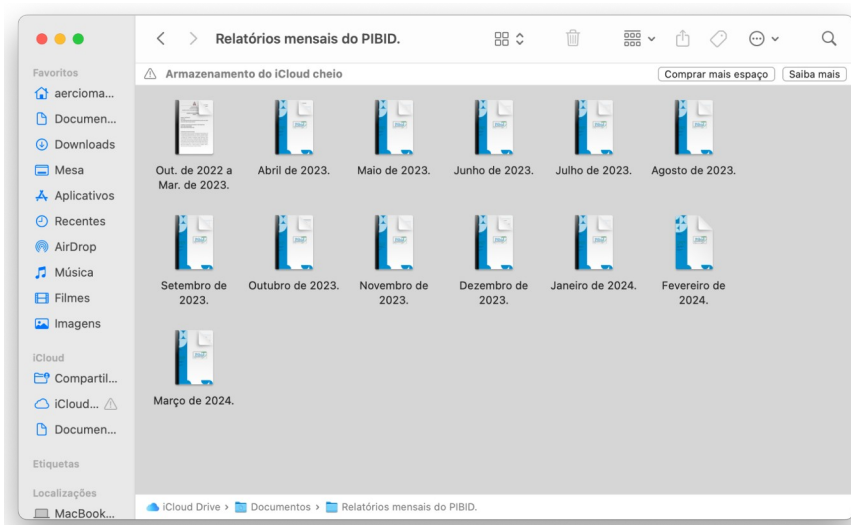 Relatórios mensais do PIBID.
Favoritos
aercioma...
Documen...
Downloads
Mesa
Aplicativos
Recentes
AirDrop
Música
Filmes
Imagens
iCloud
Compartil...
iCloud...
Documen...
Etiquetas
Localizações
MacBook...
Armazenamento do iCloud cheio
Comprar mais espaço
Saiba mais
Out. de 2022 a
Mar. de 2023.
Abril de 2023.
Maio de 2023.
Junho de 2023.
Julho de 2023.
Agosto de 2023.
Setembro de
2023.
Outubro de 2023.
Novembro de
2023.
Dezembro de
2023.
Janeiro de 2024.
Fevereiro de
2024.
Março de 2024.
iCloud Drive › Documentos › Relatórios mensais do PIBID.